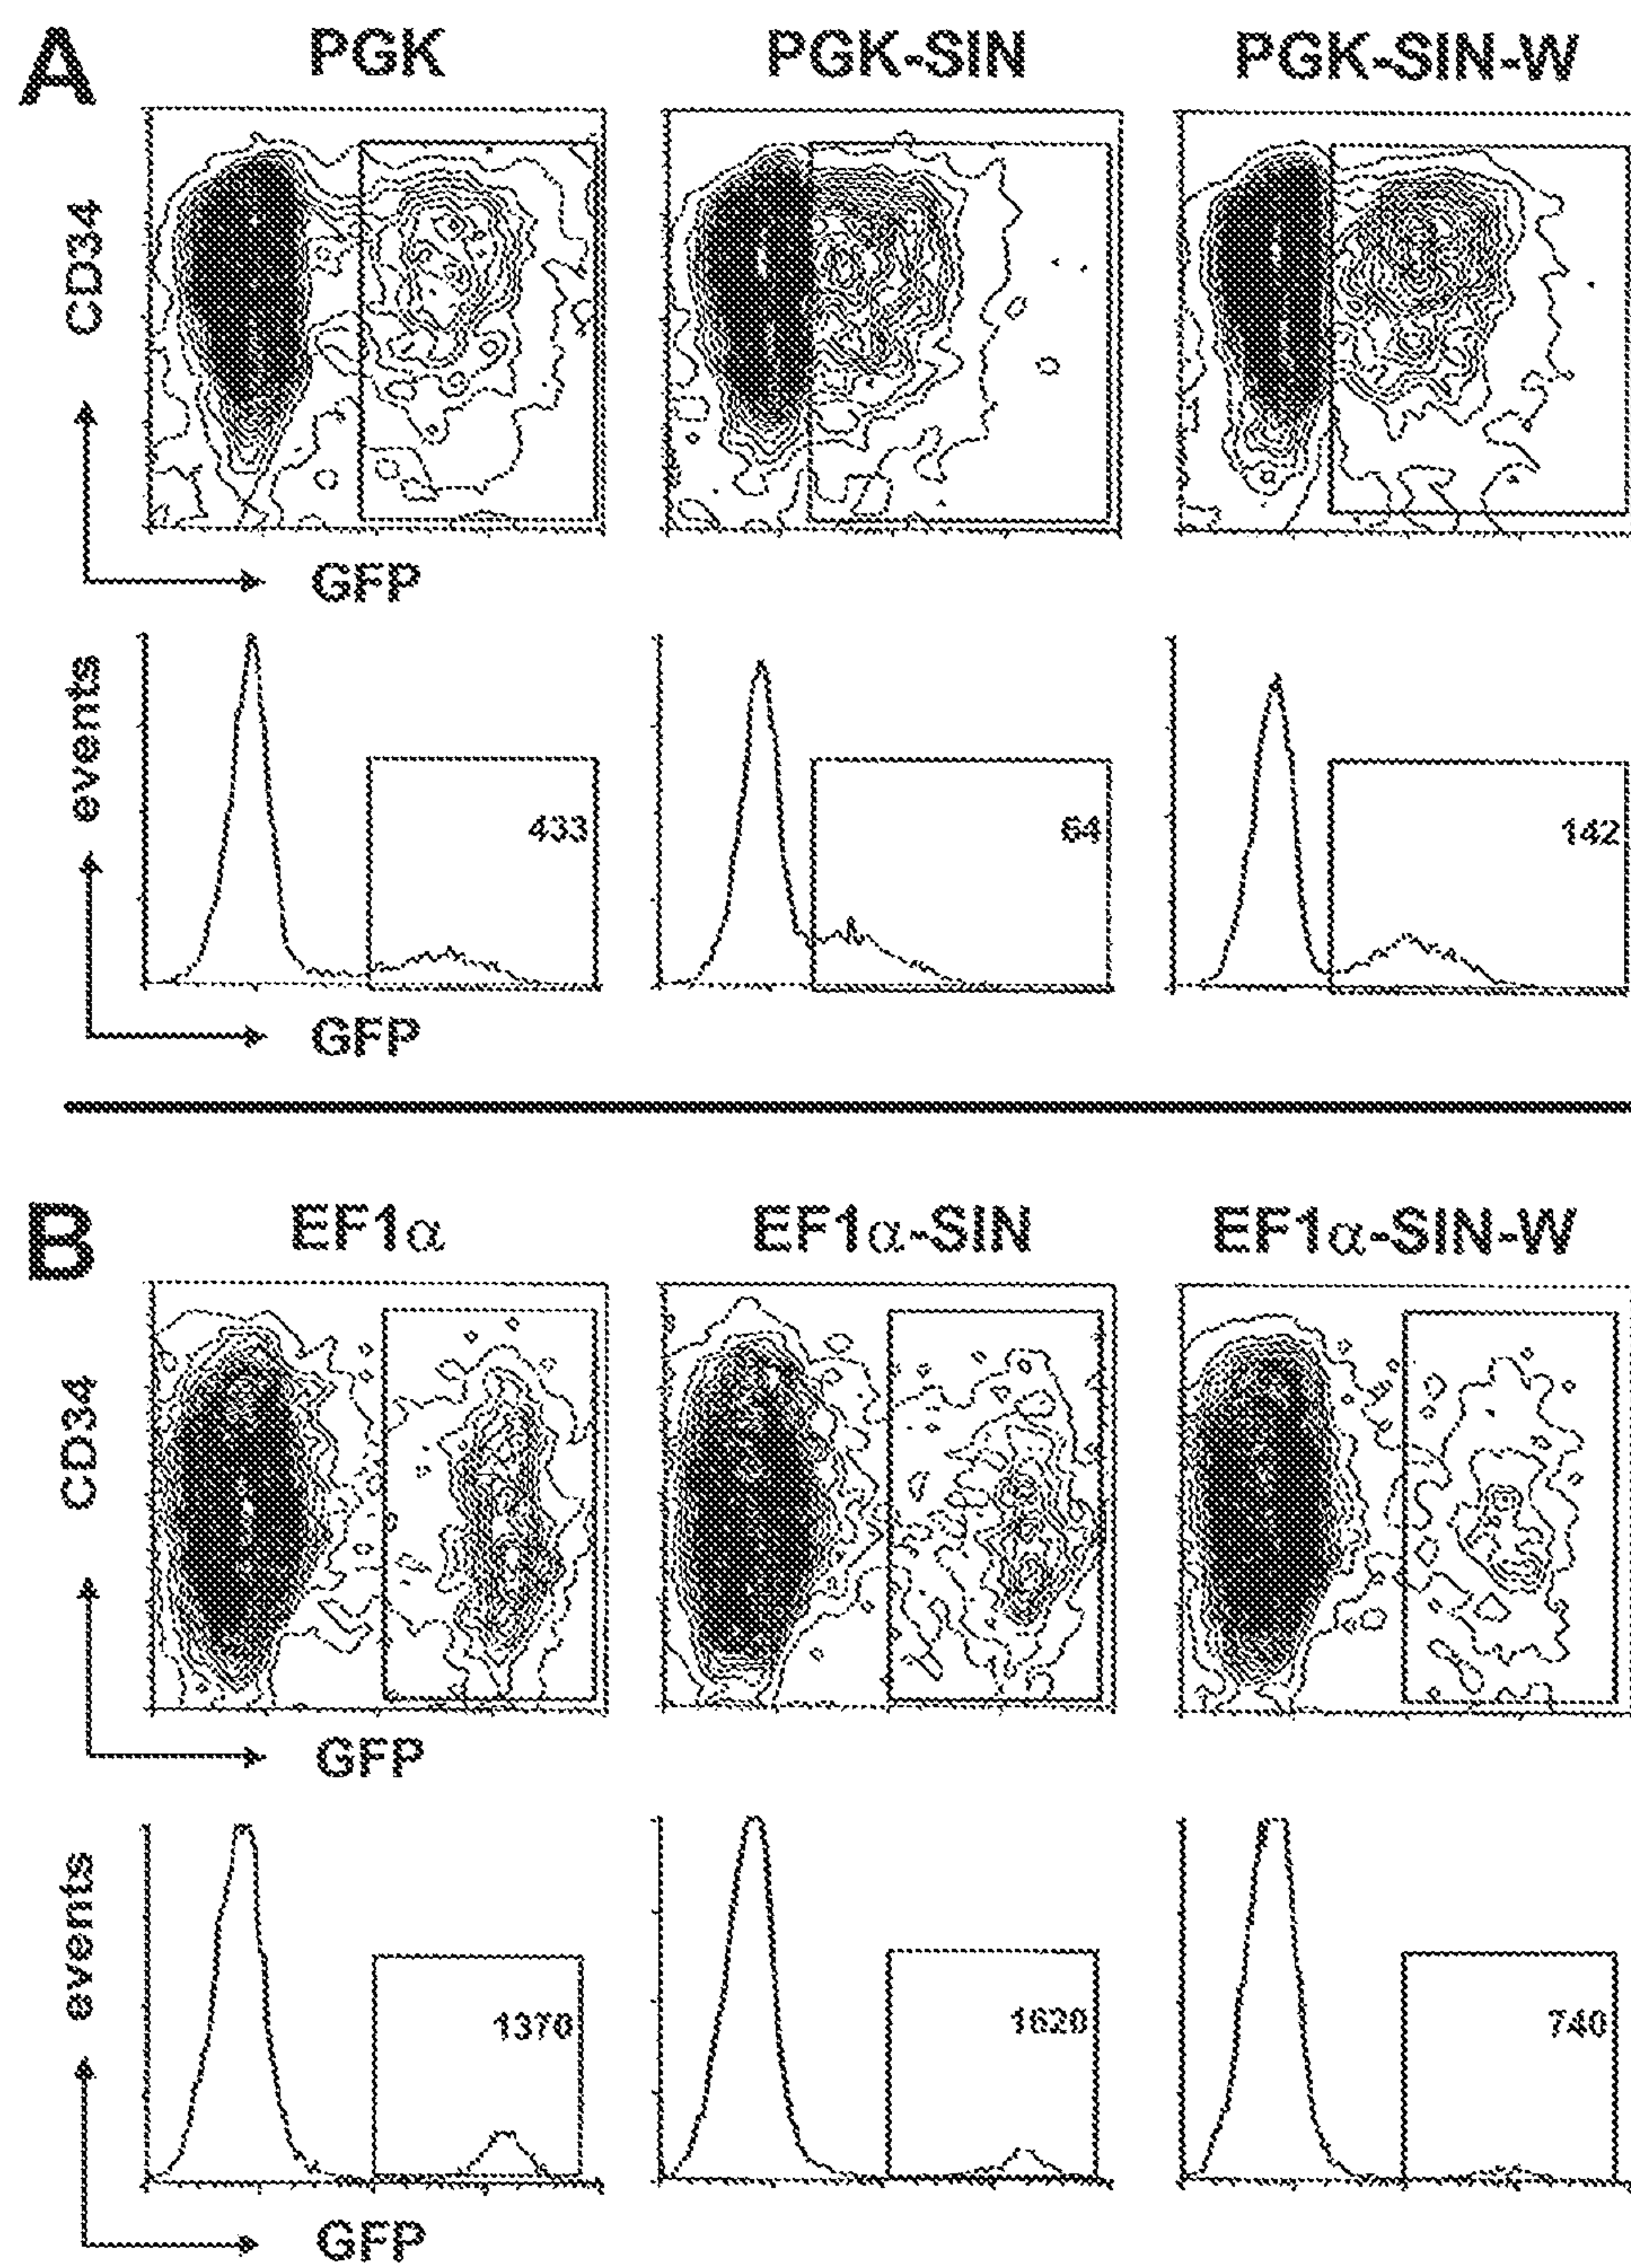 A
PGK PGK-SIN PGK-SIN-W
CD34
GFP
events
433 64 142
GFP
B
EF1α EF1α-SIN EF1α-SIN-W
CD34
GFP
events
1370 1620 740
GFP